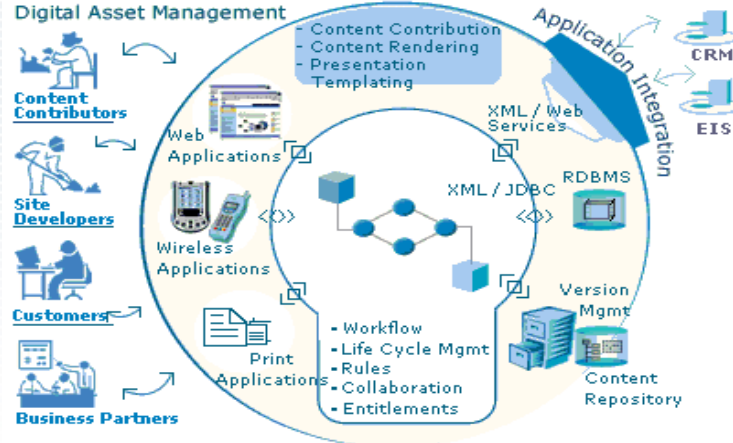 Digital Asset Management
- Content Contribution
- Content Rendering
- Presentation
Templating
Application Integration
CRM
EIS
Content
Contributors
Web
Applications
XML / Web
Services
Site
Developers
XML / JDBC
RDBMS
Wireless
Applications
Customers
Version
Mgmt
Print
Applications
- Workflow
- Life Cycle Mgmt
- Rules
- Collaboration
- Entitlements
Content
Repository
Business Partners